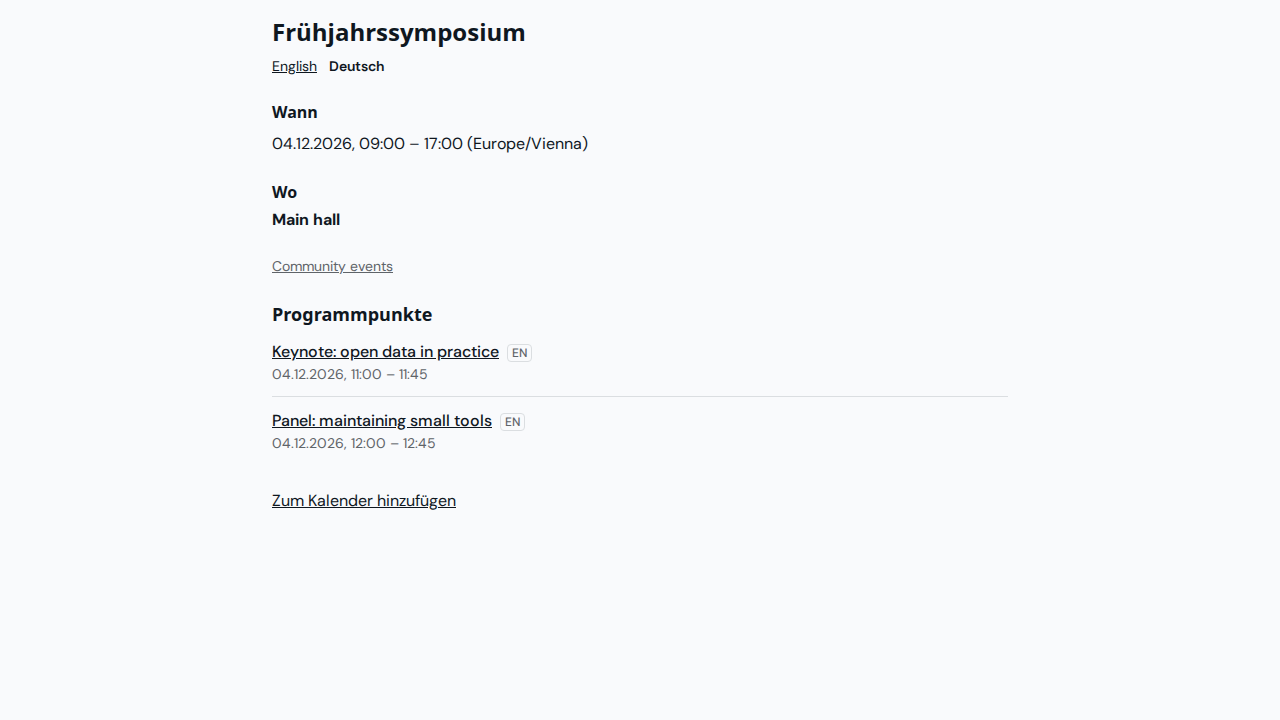 Frühjahrssymposium
English Deutsch
Wann
04.12.2026, 09:00 – 17:00 (Europe/Vienna)
Wo
Main hall
Community events
Programmpunkte
Keynote: open data in practice EN
04.12.2026, 11:00 – 11:45
Panel: maintaining small tools EN
04.12.2026, 12:00 – 12:45
Zum Kalender hinzufügen